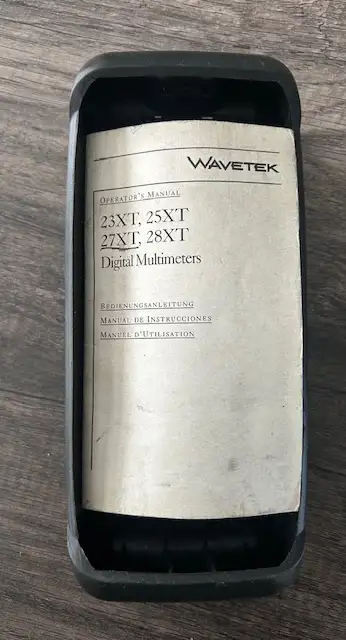 WAVETEK
OPERATOR'S MANUAL
23XT, 25XT
27XT, 28XT
Digital Multimeters
BEDIENUNGSANLEITUNG
MANUAL DE INSTRUCCIONES
MANUEL D'UTILISATION